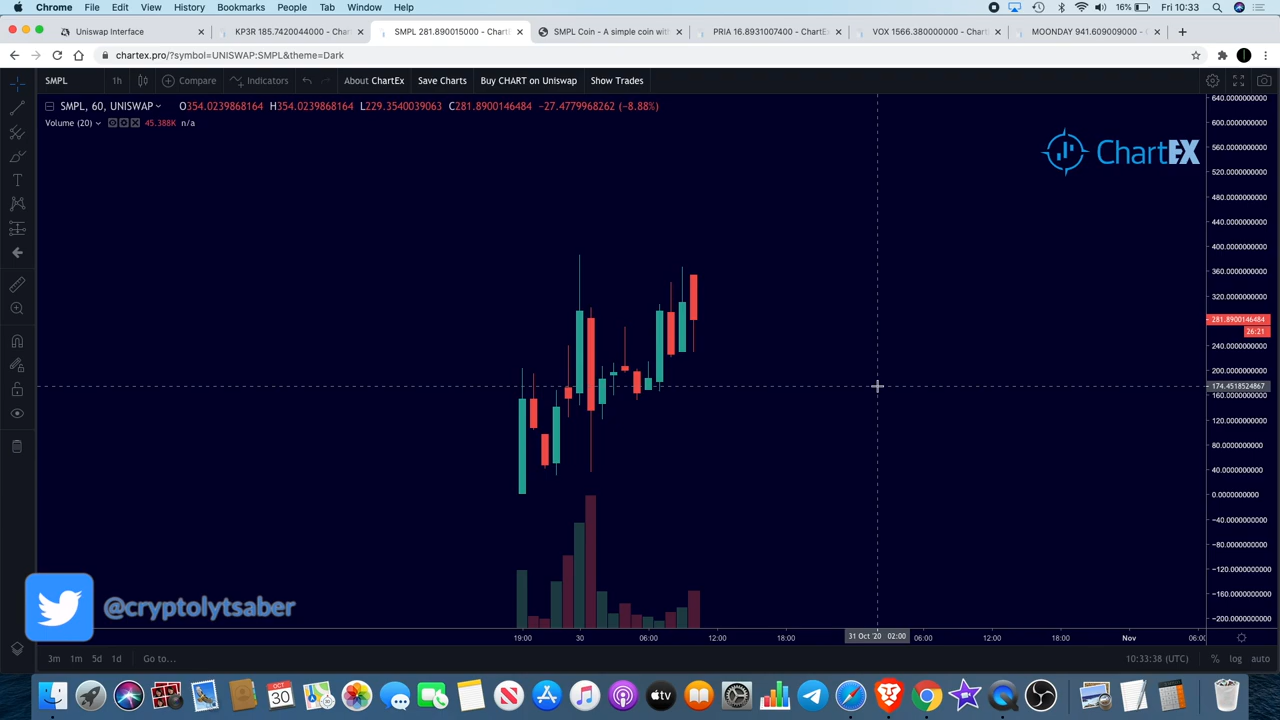 Chrome File Edit View History Bookmarks People Tab Window Help 16% Fri 10:33
Uniswap Interface × KP3R 185.7420044000 - Chart × SMPL 281.890015000 - Chart × SMPL Coin - A simple coin with × PRIA 16.8931007400 - ChartE × VOX 1566.380000000 - Chart × MOONDAY 941.609009000 - C × +
chartex.pro/?symbol=UNISWAP:SMPL&theme=Dark
SMPL 1h Compare Indicators About ChartEx Save Charts Buy CHART on Uniswap Show Trades
SMPL, 60, UNISWAP O354.0239868164 H354.0239868164 L229.3540039063 C281.8900146484 −27.4779968262 (−8.88%)
Volume (20) 45.388K n/a
ChartEX
640.0000000000
600.0000000000
560.0000000000
520.0000000000
480.0000000000
440.0000000000
400.0000000000
360.0000000000
320.0000000000
281.8900146484
26:21
240.0000000000
200.0000000000
174.4518524867
160.0000000000
120.0000000000
80.0000000000
40.0000000000
0.0000000000
−40.0000000000
−80.0000000000
−120.0000000000
−160.0000000000
−200.0000000000
@cryptolytsaber
19:00 30 06:00 12:00 18:00 31 Oct '20 02:00 06:00 12:00 18:00 Nov 06:00
3m 1m 5d 1d Go to... 10:33:38 (UTC) % log auto
OCT
30
tv